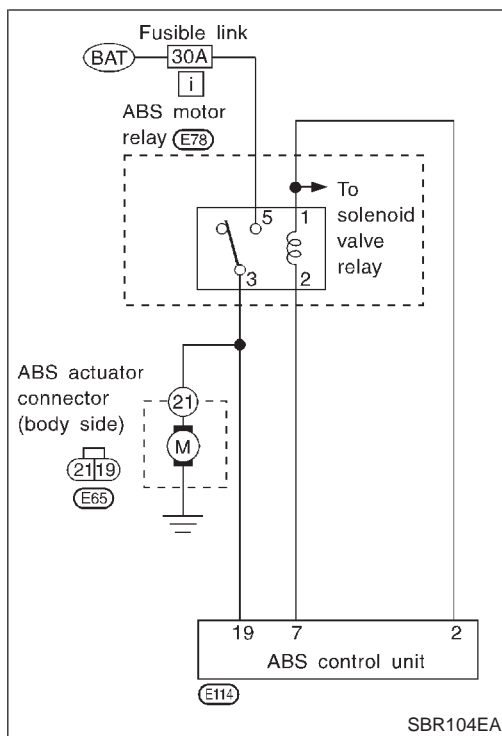 Fusible link
BAT
30A
i
ABS motor
relay E78
To
solenoid
valve
relay
5
1
3
2
ABS actuator
connector
(body side)
21
M
21 19
E65
19 7 2
ABS control unit
E114
SBR104EA